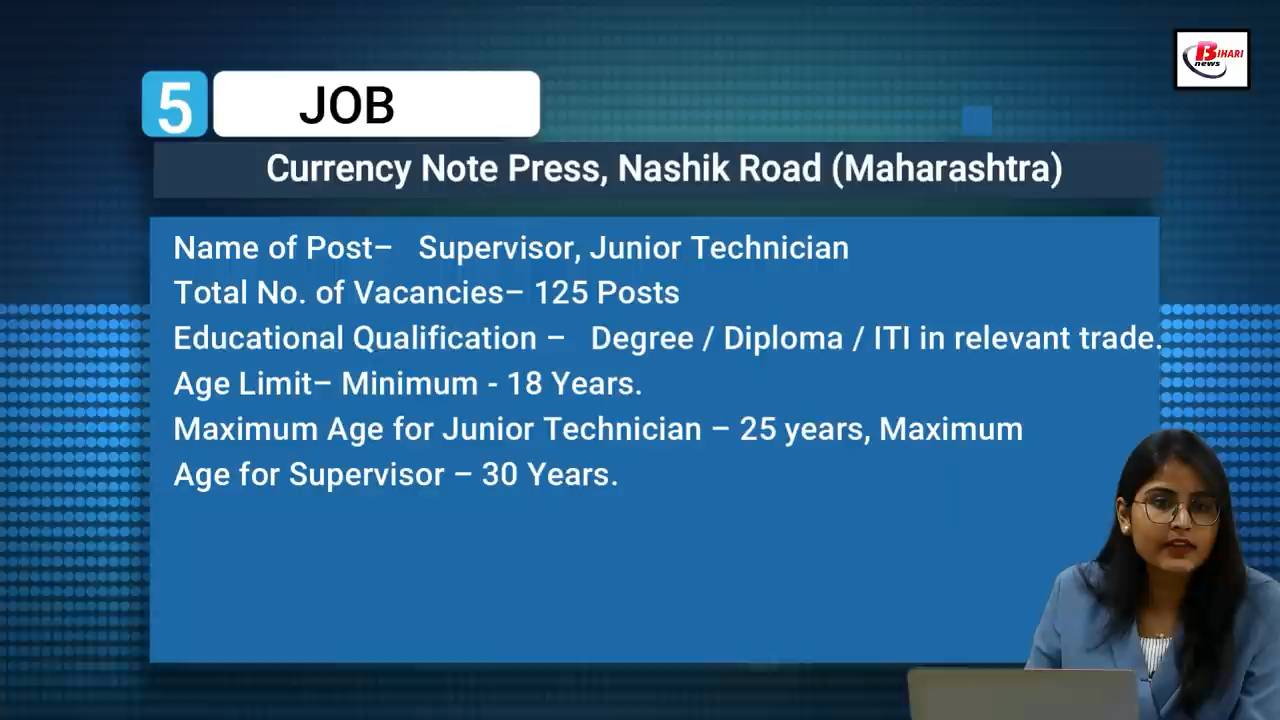 BIHARI
news
5 JOB
Currency Note Press, Nashik Road (Maharashtra)
Name of Post– Supervisor, Junior Technician
Total No. of Vacancies– 125 Posts
Educational Qualification – Degree / Diploma / ITI in relevant trade.
Age Limit– Minimum - 18 Years.
Maximum Age for Junior Technician – 25 years, Maximum
Age for Supervisor – 30 Years.